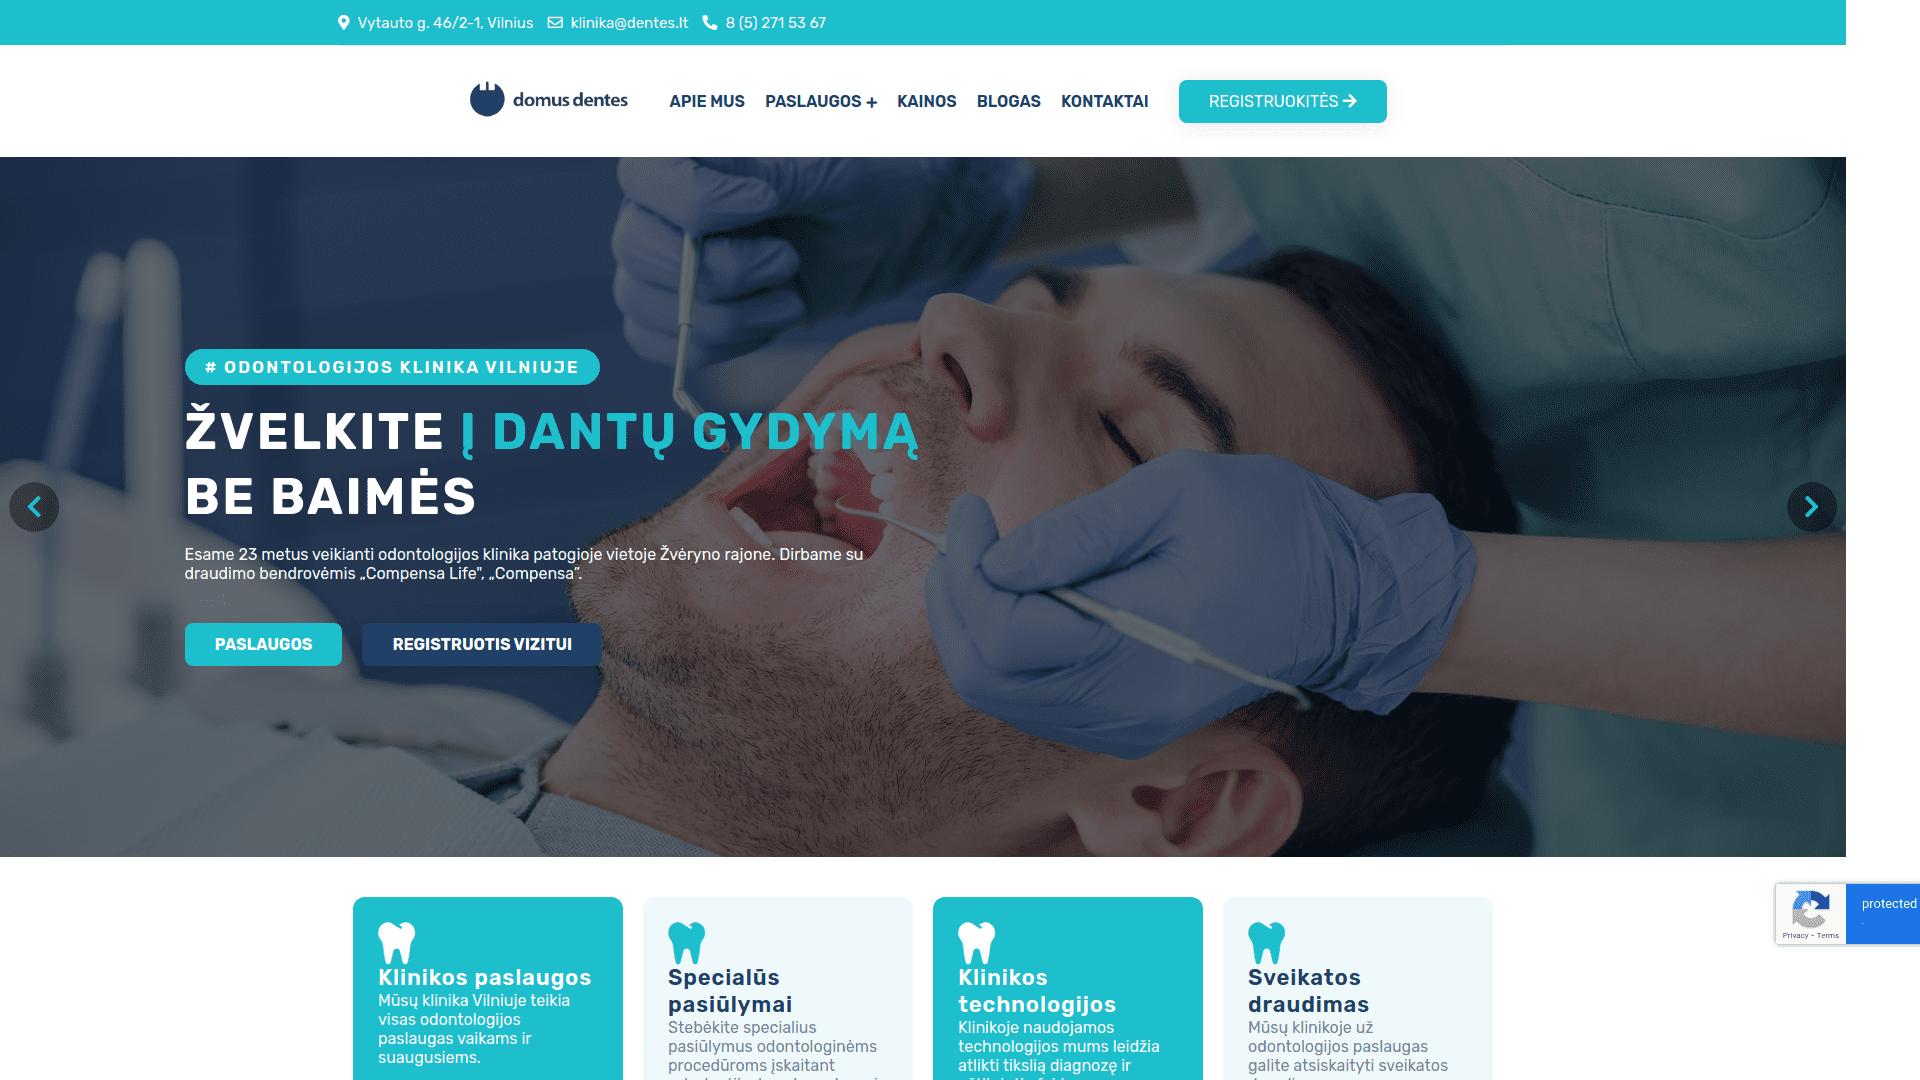 Vytauto g. 46/2-1, Vilnius klinika@dentes.lt 8 (5) 271 53 67
domus dentes APIE MUS PASLAUGOS + KAINOS BLOGAS KONTAKTAI REGISTRUOKITĖS
# ODONTOLOGIJOS KLINIKA VILNIUJE
ŽVELKITE Į DANTŲ GYDYMĄ
BE BAIMĖS
Esame 23 metus veikianti odontologijos klinika patogioje vietoje Žvėryno rajone. Dirbame su
draudimo bendrovėmis „Compensa Life", „Compensa”.
PASLAUGOS REGISTRUOTIS VIZITUI
protected
Privacy - Terms
Klinikos paslaugos
Mūsų klinika Vilniuje teikia
visas odontologijos
paslaugas vaikams ir
suaugusiems.
Specialūs
pasiūlymai
Stebėkite specialius
pasiūlymus odontologinėms
procedūroms įskaitant
Klinikos
technologijos
Klinikoje naudojamos
technologijos mums leidžia
atlikti tikslią diagnozę ir
Sveikatos
draudimas
Mūsų klinikoje už
odontologijos paslaugas
galite atsiskaityti sveikatos